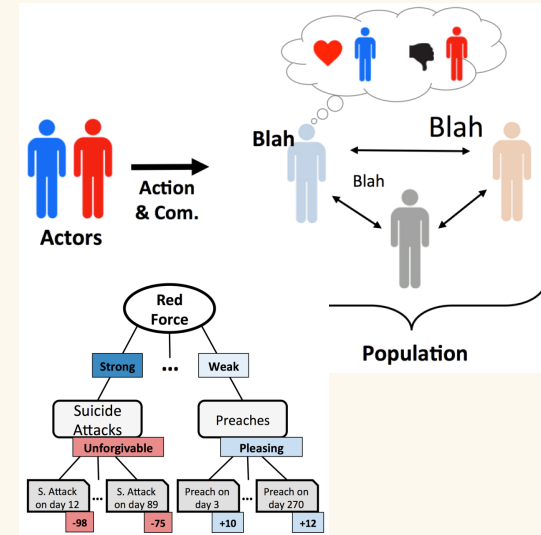 Blah
Blah
Blah
Action
& Com.
Actors
Population
Red
Force
Strong
...
Weak
Suicide
Attacks
Preaches
Unforgivable
Pleasing
S. Attack
on day 12
...
S. Attack
on day 89
Preach on
day 3
...
Preach on
day 270
-98
-75
+10
+12